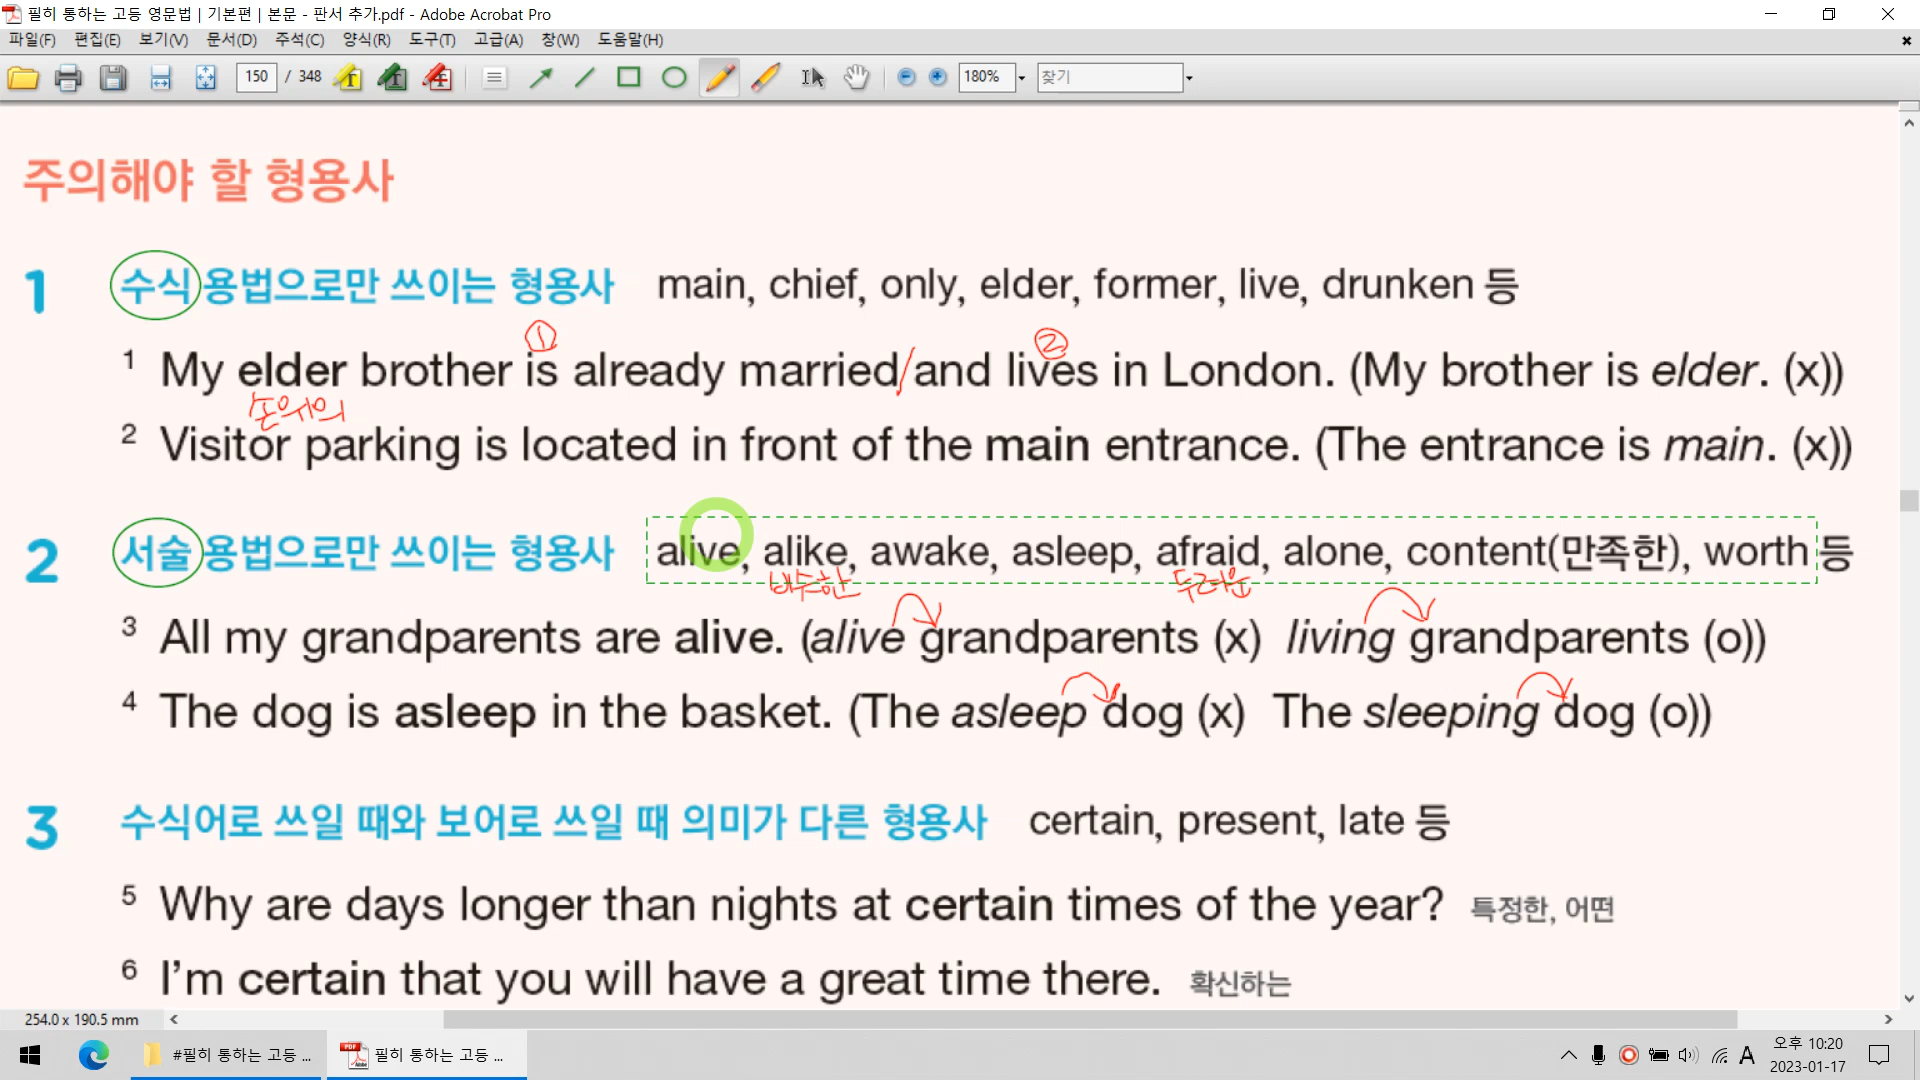 필히 통하는 고등 영문법 | 기본편 | 본문 - 판서 추가.pdf - Adobe Acrobat Pro
파일(F) 편집(E) 보기(V) 문서(D) 주석(C) 양식(R) 도구(T) 고급(A) 창(W) 도움말(H)
150 / 348 180% 찾기
주의해야 할 형용사
1 수식 용법으로만 쓰이는 형용사 main, chief, only, elder, former, live, drunken 등
① ②
1 My elder brother is already married/and lives in London. (My brother is elder. (x))
손위의
2 Visitor parking is located in front of the main entrance. (The entrance is main. (x))
2 서술 용법으로만 쓰이는 형용사 alive, alike, awake, asleep, afraid, alone, content(만족한), worth 등
비슷한 두려운
3 All my grandparents are alive. (alive grandparents (x) living grandparents (o))
4 The dog is asleep in the basket. (The asleep dog (x) The sleeping dog (o))
3 수식어로 쓰일 때와 보어로 쓰일 때 의미가 다른 형용사 certain, present, late 등
5 Why are days longer than nights at certain times of the year? 특정한, 어떤
6 I’m certain that you will have a great time there. 확신하는
254.0 x 190.5 mm
#필히 통하는 고등 ... 필히 통하는 고등 ... A 오후 10:20
2023-01-17